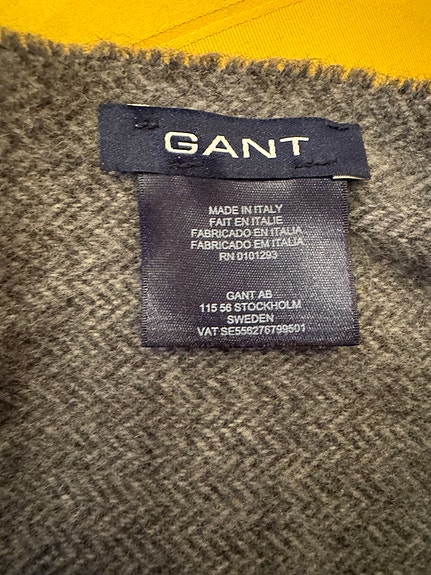 GANT
MADE IN ITALY
FAIT EN ITALIE
FABRICADO EN ITALIA
FABRICADO EM ITALIA
RN 0101293
GANT AB
115 56 STOCKHOLM
SWEDEN
VAT SE556276799501